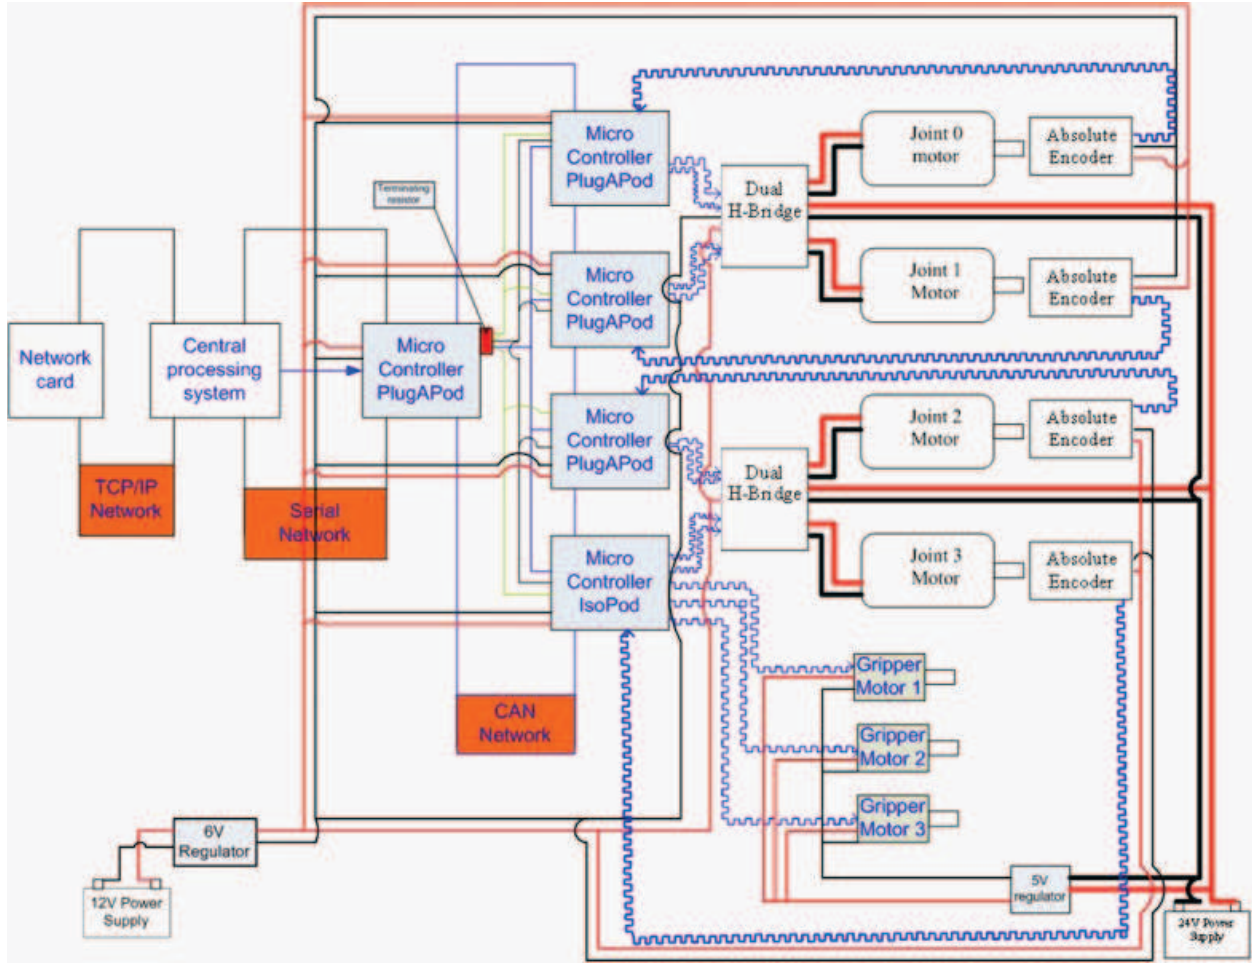 Micro
Controller
PlugAPod
Joint 0
motor
Absolute
Encoder
Terminating
resistor
Dual
H-Bridge
Micro
Controller
PlugAPod
Joint 1
Motor
Absolute
Encoder
Network
card
Central
processing
system
Micro
Controller
PlugAPod
Micro
Controller
PlugAPod
Joint 2
Motor
Absolute
Encoder
Dual
H-Bridge
TCP/IP
Network
Serial
Network
Micro
Controller
IsoPod
Joint 3
Motor
Absolute
Encoder
Gripper
Motor 1
CAN
Network
Gripper
Motor 2
Gripper
Motor 3
6V
Regulator
5V
regulator
12V Power
Supply
24V Power
Supply